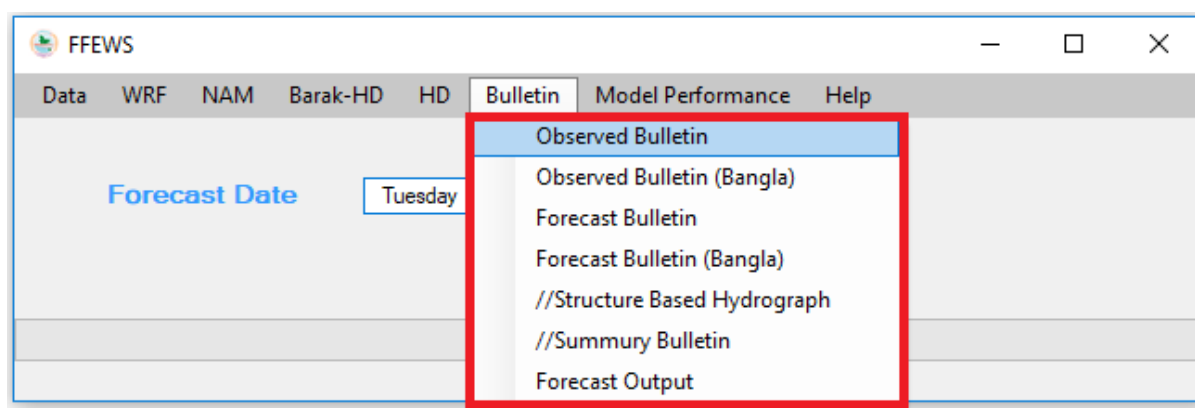 FFEWS
Data WRF NAM Barak-HD HD Bulletin Model Performance Help
Observed Bulletin
Observed Bulletin (Bangla)
Forecast Date Tuesday
Forecast Bulletin
Forecast Bulletin (Bangla)
//Structure Based Hydrograph
//Summury Bulletin
Forecast Output